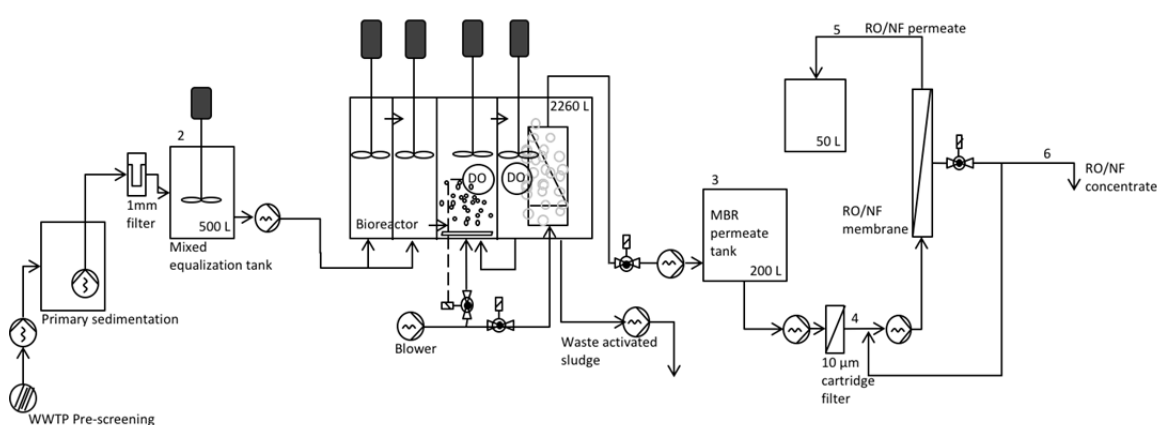 WWTP Pre-screening
Primary sedimentation
1mm
filter
2
500 L
Mixed
equalization tank
Bioreactor
DO
DO
2260 L
Blower
Waste activated
sludge
3
MBR
permeate
tank
200 L
10 µm
cartridge
filter
4
5
RO/NF permeate
50 L
RO/NF
membrane
6
RO/NF
concentrate